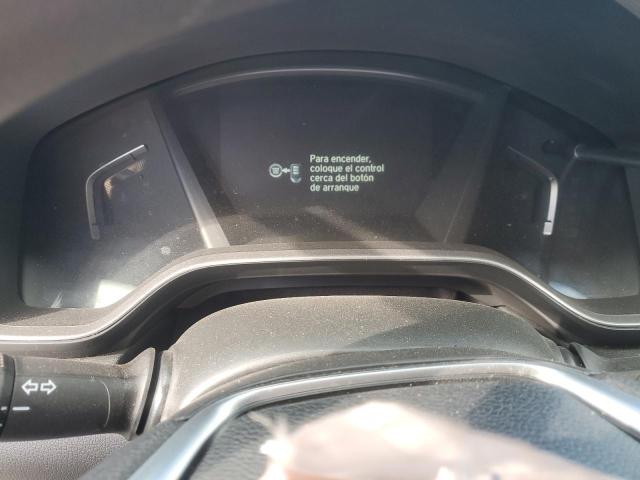 Para encender,
coloque el control
cerca del botón
de arranque